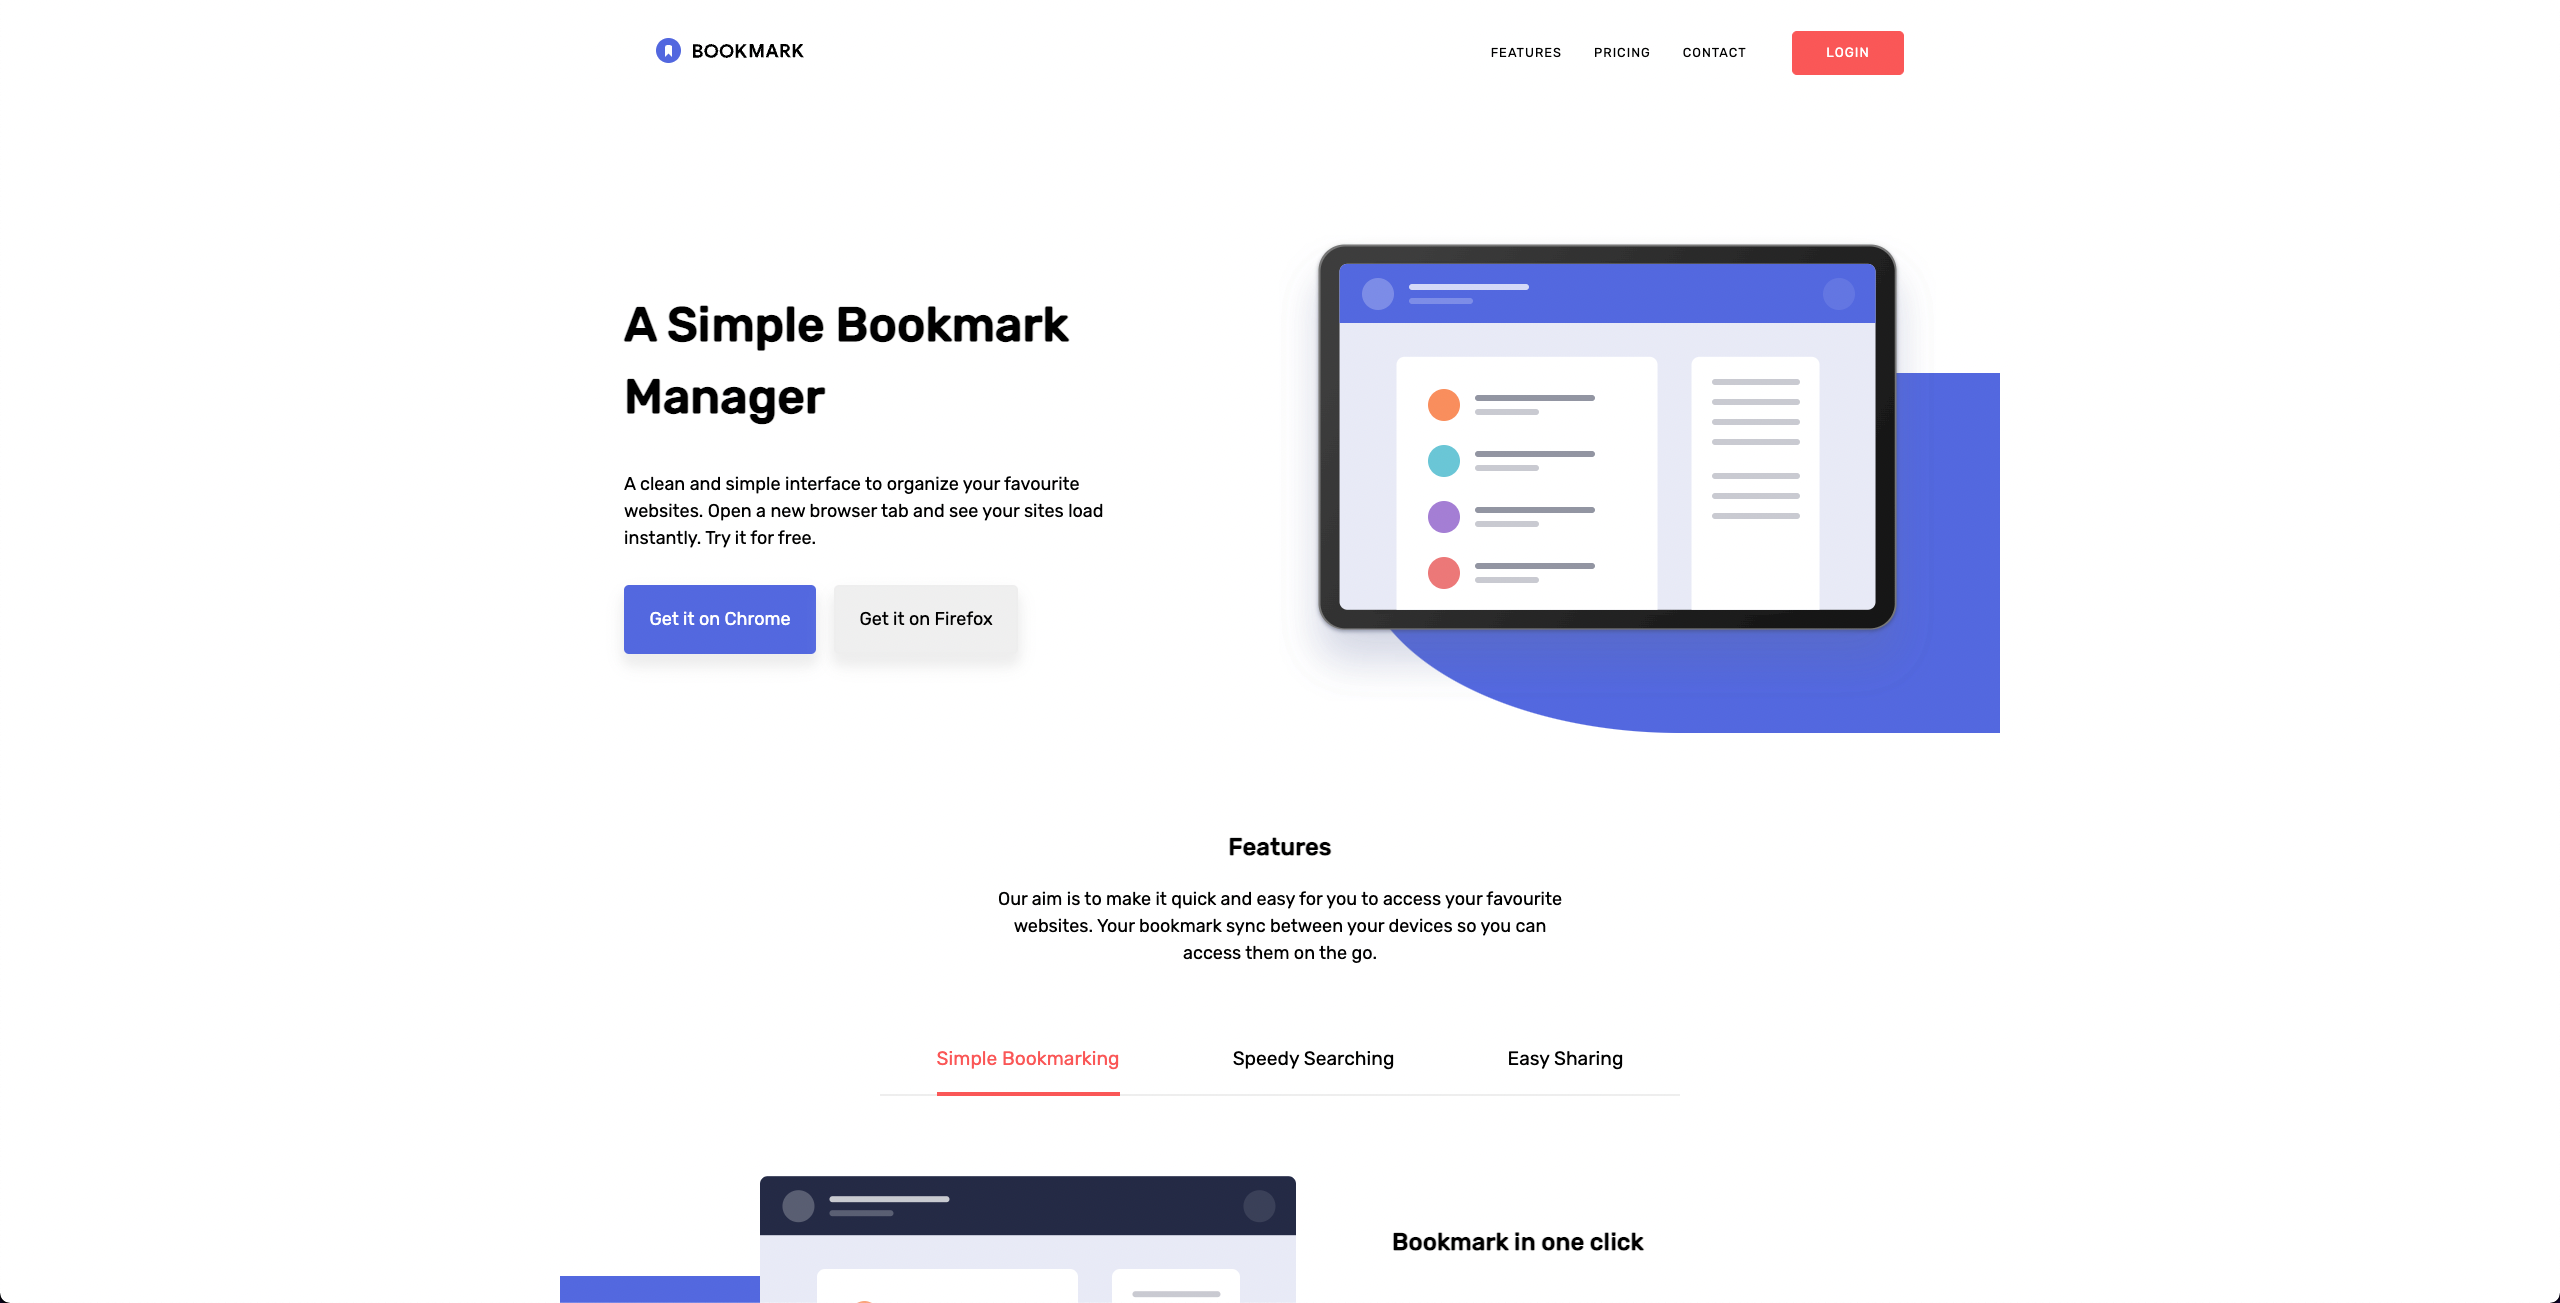 BOOKMARK
FEATURES PRICING CONTACT LOGIN
A Simple Bookmark
Manager
A clean and simple interface to organize your favourite
websites. Open a new browser tab and see your sites load
instantly. Try it for free.
Get it on Chrome Get it on Firefox
Features
Our aim is to make it quick and easy for you to access your favourite
websites. Your bookmark sync between your devices so you can
access them on the go.
Simple Bookmarking Speedy Searching Easy Sharing
Bookmark in one click